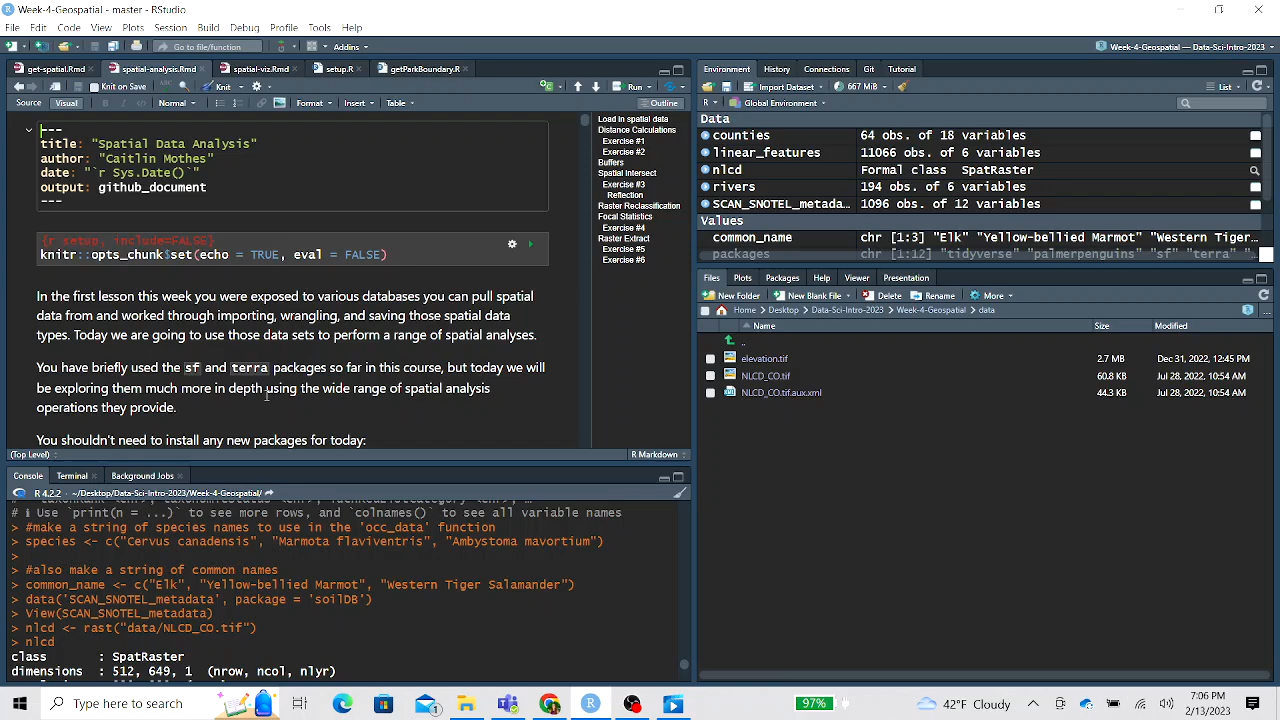 Week-4-Geospatial - master - RStudio
File Edit Code View Plots Session Build Debug Profile Tools Help
Go to file/function Addins Week-4-Geospatial — Data-Sci-Intro-2023
get-spatial.Rmd spatial-analysis.Rmd spatial-viz.Rmd setup.R getParkBoundary.R
Knit on Save Knit Run
Source Visual B I Normal Format Insert Table Outline
---
title: "Spatial Data Analysis"
author: "Caitlin Mothes"
date: "`r Sys.Date()`"
output: github_document
---
{r setup, include=FALSE}
knitr::opts_chunk$set(echo = TRUE, eval = FALSE)
In the first lesson this week you were exposed to various databases you can pull spatial
data from and worked through importing, wrangling, and saving those spatial data
types. Today we are going to use those data sets to perform a range of spatial analyses.
You have briefly used the sf and terra packages so far in this course, but today we will
be exploring them much more in depth using the wide range of spatial analysis
operations they provide.
You shouldn't need to install any new packages for today:
(Top Level) R Markdown
Load in spatial data
Distance Calculations
Exercise #1
Exercise #2
Buffers
Spatial Intersect
Exercise #3
Reflection
Raster Reclassification
Focal Statistics
Exercise #4
Raster Extract
Exercise #5
Exercise #6
Console Terminal Background Jobs
R 4.2.2 · ~/Desktop/Data-Sci-Intro-2023/Week-4-Geospatial/
# ℹ Use `print(n = ...)` to see more rows, and `colnames()` to see all variable names
> #make a string of species names to use in the 'occ_data' function
> species <- c("Cervus canadensis", "Marmota flaviventris", "Ambystoma mavortium")
>
> #also make a string of common names
> common_name <- c("Elk", "Yellow-bellied Marmot", "Western Tiger Salamander")
> data('SCAN_SNOTEL_metadata', package = 'soilDB')
> View(SCAN_SNOTEL_metadata)
> nlcd <- rast("data/NLCD_CO.tif")
> nlcd
class : SpatRaster
dimensions : 512, 649, 1 (nrow, ncol, nlyr)
Environment History Connections Git Tutorial
Import Dataset 667 MiB List
R Global Environment
Data
counties 64 obs. of 18 variables
linear_features 11066 obs. of 6 variables
nlcd Formal class SpatRaster
rivers 194 obs. of 6 variables
SCAN_SNOTEL_metada… 1096 obs. of 12 variables
Values
common_name chr [1:3] "Elk" "Yellow-bellied Marmot" "Western Tiger…
packages chr [1:12] "tidyverse" "palmerpenguins" "sf" "terra" …
Files Plots Packages Help Viewer Presentation
New Folder New Blank File Delete Rename More
Home Desktop Data-Sci-Intro-2023 Week-4-Geospatial data
Name Size Modified
..
elevation.tif 2.7 MB Dec 31, 2022, 12:45 PM
NLCD_CO.tif 60.8 KB Jul 28, 2022, 10:54 AM
NLCD_CO.tif.aux.xml 44.3 KB Jul 28, 2022, 10:54 AM
Type here to search 97% 42°F Cloudy 7:06 PM
2/13/2023